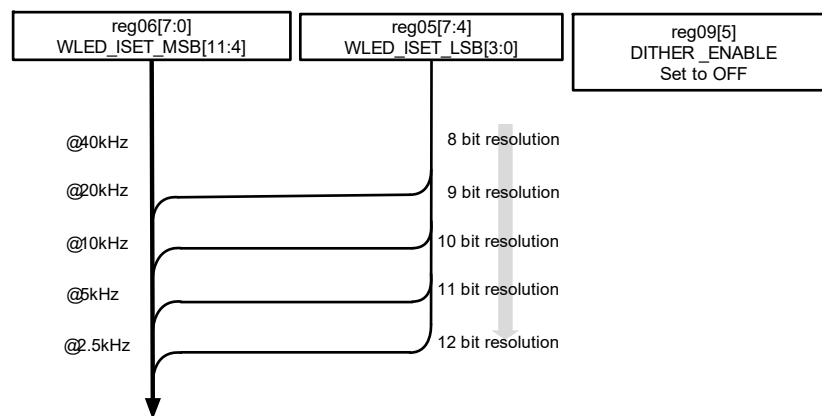 reg06[7:0]
WLED_ISET_MSB[11:4]
reg05[7:4]
WLED_ISET_LSB[3:0]
reg09[5]
DITHER _ENABLE
Set to OFF
@40kHz
8 bit resolution
@20kHz
9 bit resolution
@10kHz
10 bit resolution
@5kHz
11 bit resolution
@2.5kHz
12 bit resolution